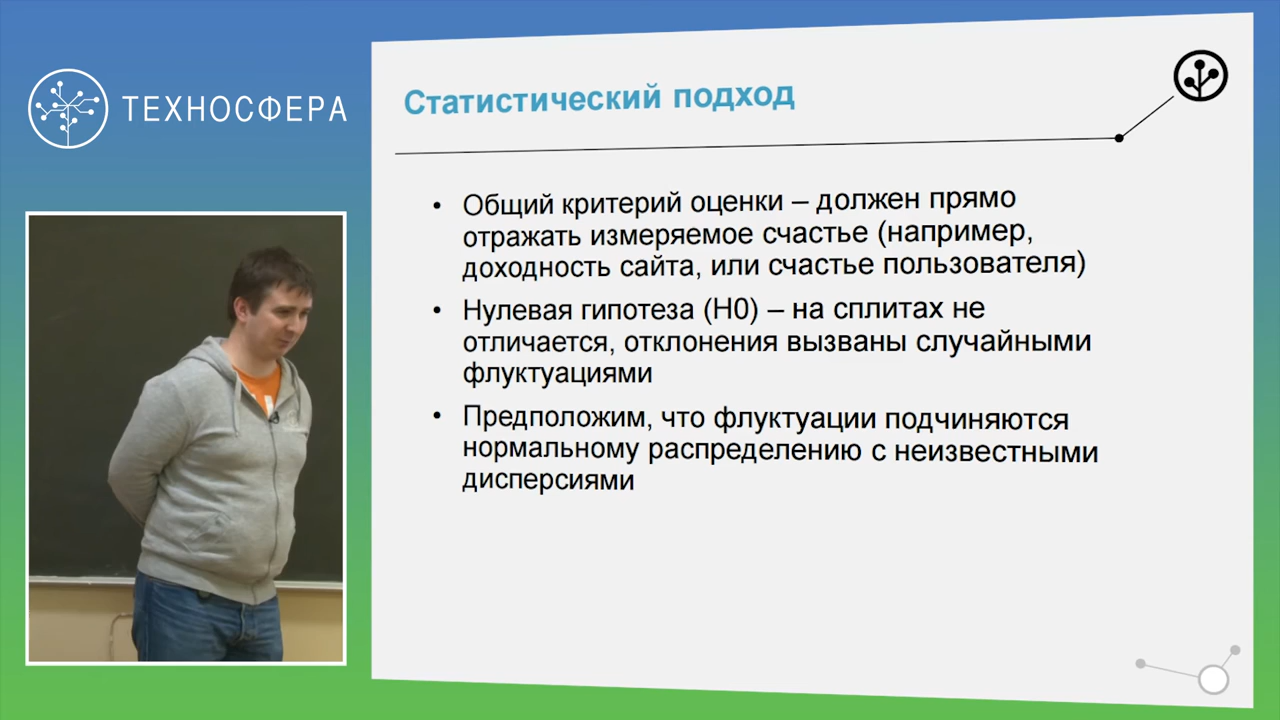 ТЕХНОСФЕРА
Статистический подход
• Общий критерий оценки – должен прямо
отражать измеряемое счастье (например,
доходность сайта, или счастье пользователя)
• Нулевая гипотеза (H0) – на сплитах не
отличается, отклонения вызваны случайными
флуктуациями
• Предположим, что флуктуации подчиняются
нормальному распределению с неизвестными
дисперсиями